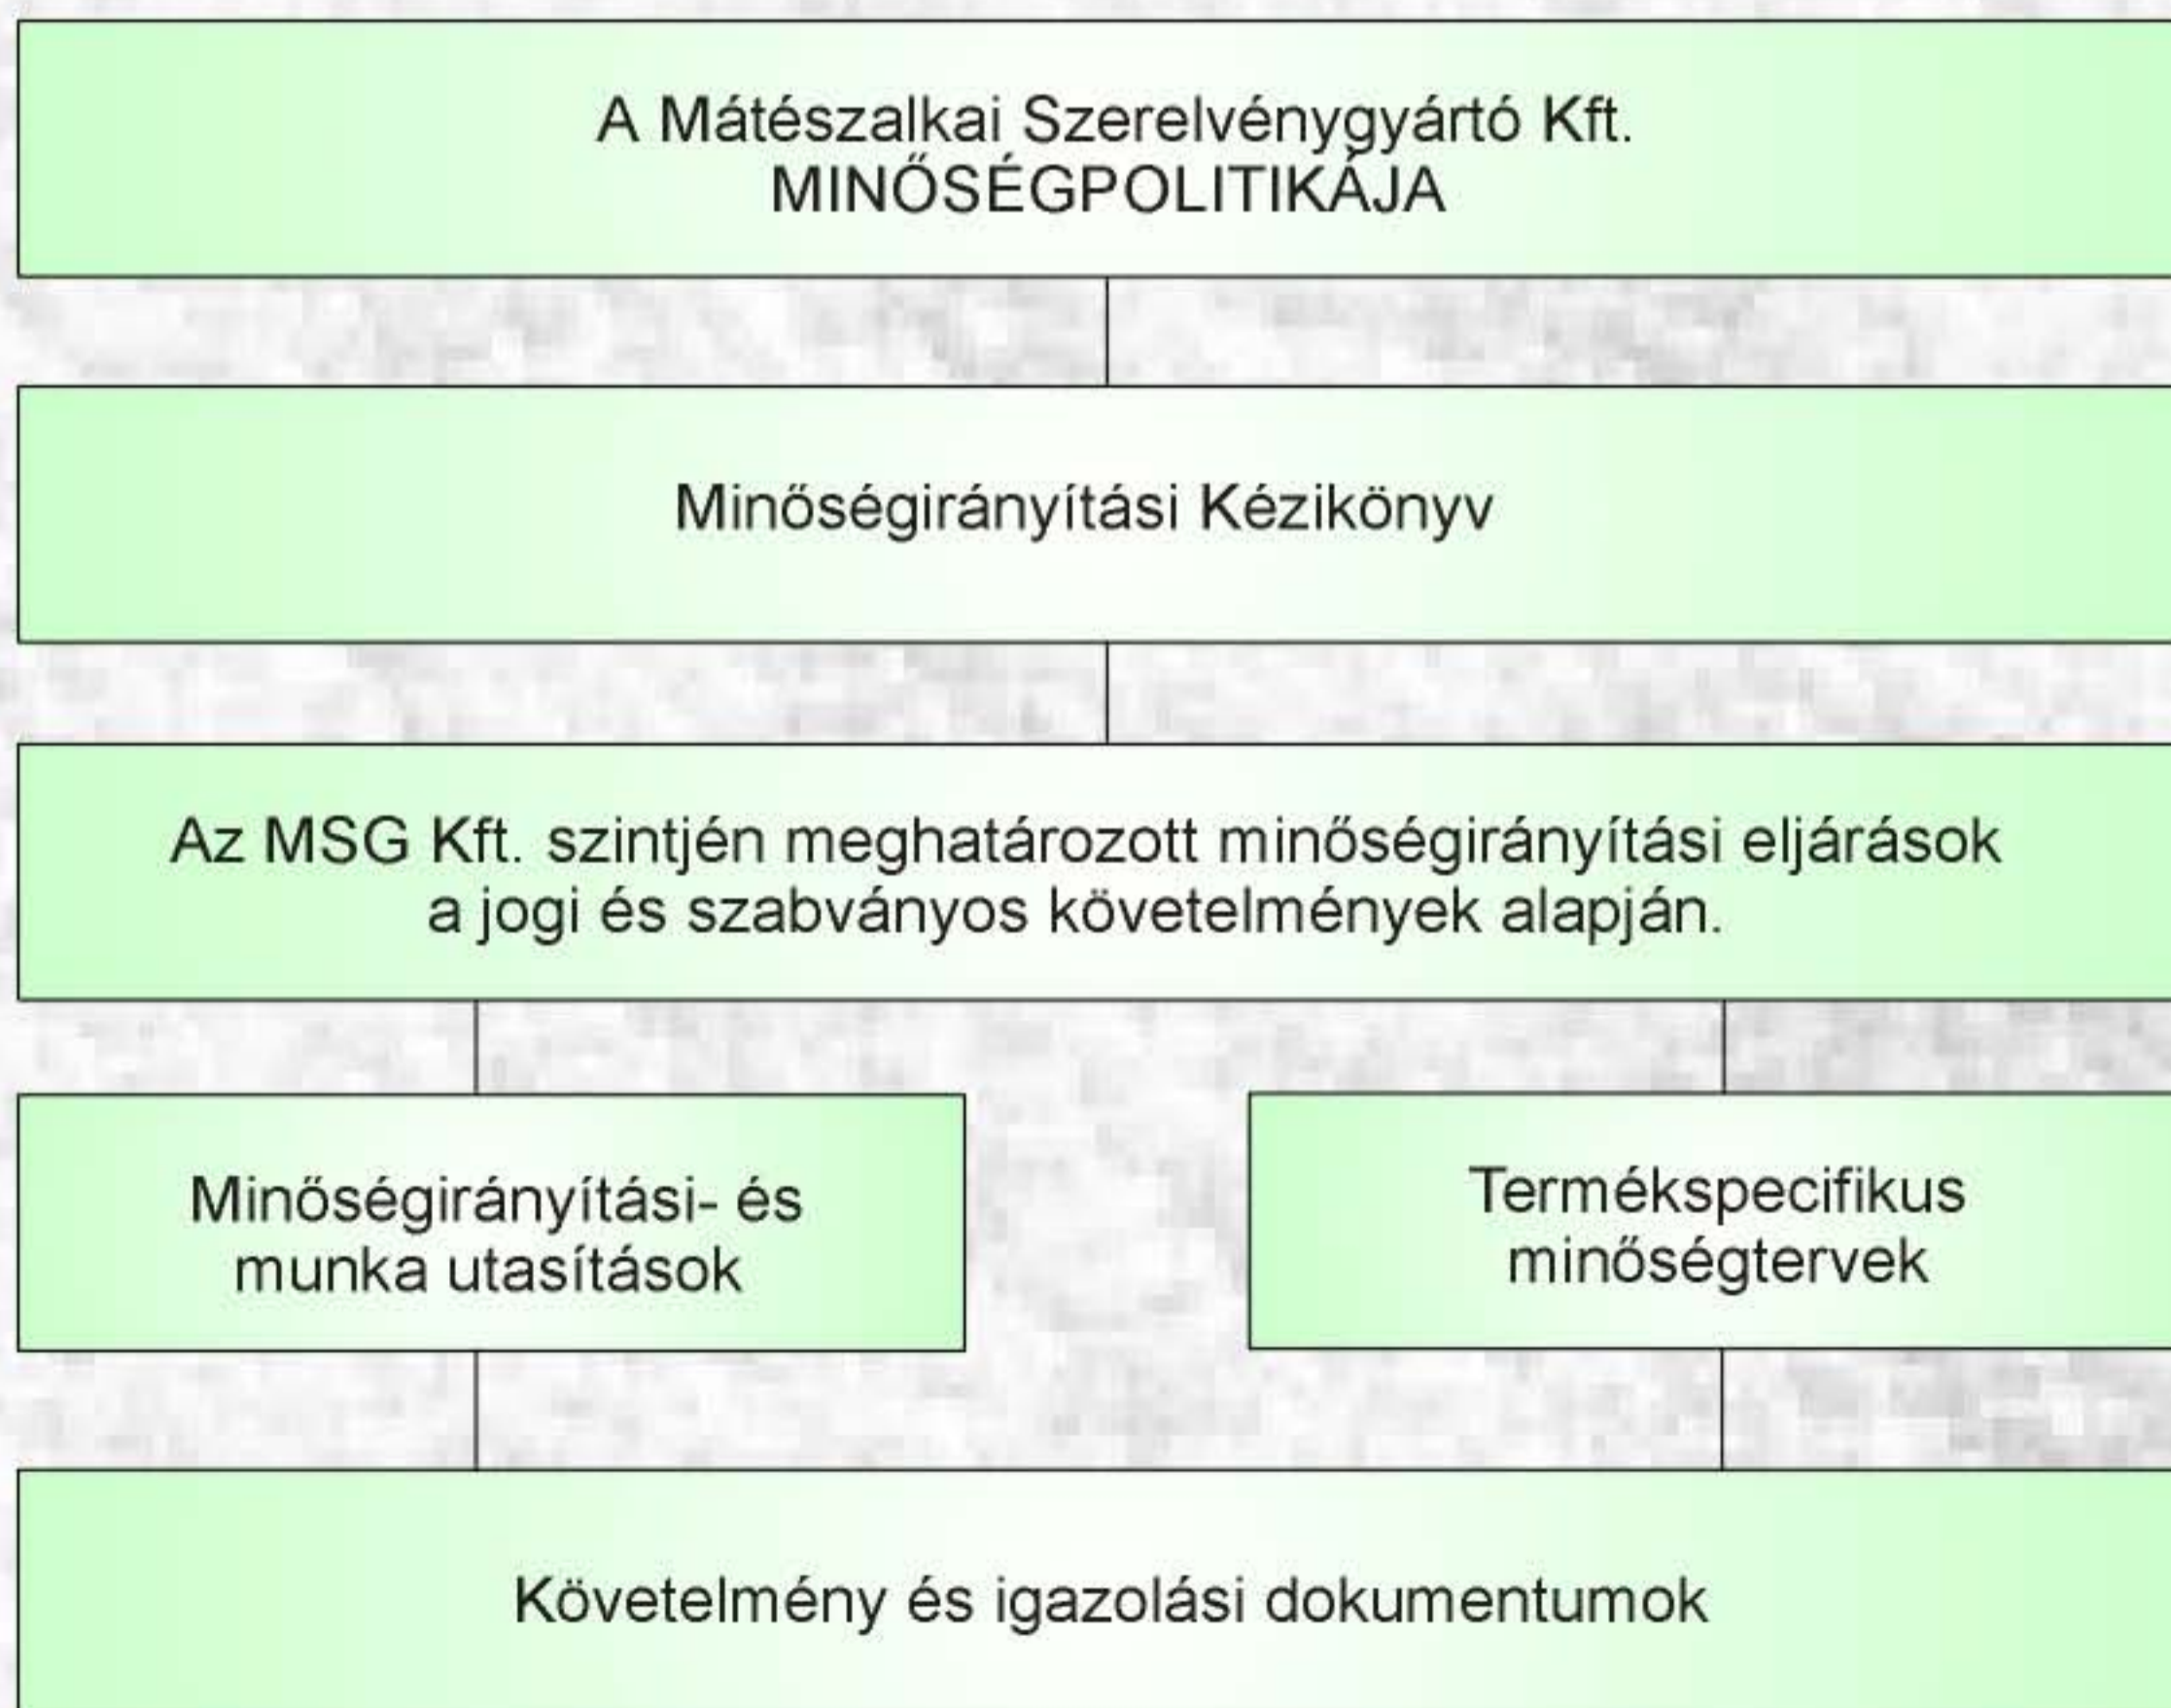 A Mátészalkai Szerelvénygyártó Kft.
MINŐSÉGPOLITIKÁJA
Minőségirányítási Kézikönyv
Az MSG Kft. szintjén meghatározott minőségirányítási eljárások
a jogi és szabványos követelmények alapján.
Minőségirányítási- és
munka utasítások
Termékspecifikus
minőségtervek
Követelmény és igazolási dokumentumok